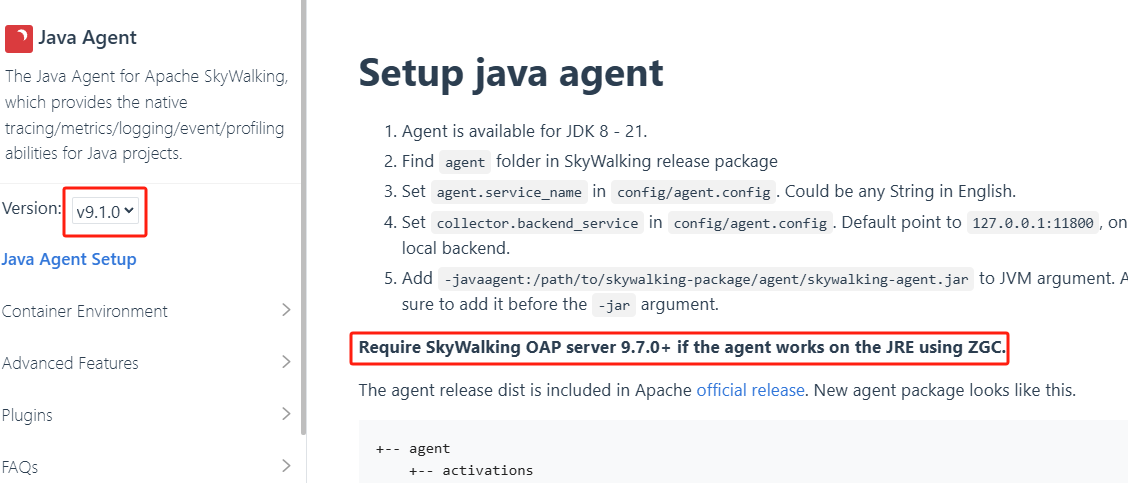 Java Agent
The Java Agent for Apache SkyWalking,
which provides the native
tracing/metrics/logging/event/profiling
abilities for Java projects.
Version: v9.1.0
Java Agent Setup
Container Environment
Advanced Features
Plugins
FAQs
Setup java agent
1. Agent is available for JDK 8 - 21.
2. Find agent folder in SkyWalking release package
3. Set agent.service_name in config/agent.config. Could be any String in English.
4. Set collector.backend_service in config/agent.config. Default point to 127.0.0.1:11800, on
local backend.
5. Add -javaagent:/path/to/skywalking-package/agent/skywalking-agent.jar to JVM argument. A
sure to add it before the -jar argument.
Require SkyWalking OAP server 9.7.0+ if the agent works on the JRE using ZGC.
The agent release dist is included in Apache official release. New agent package looks like this.
+-- agent
+-- activations